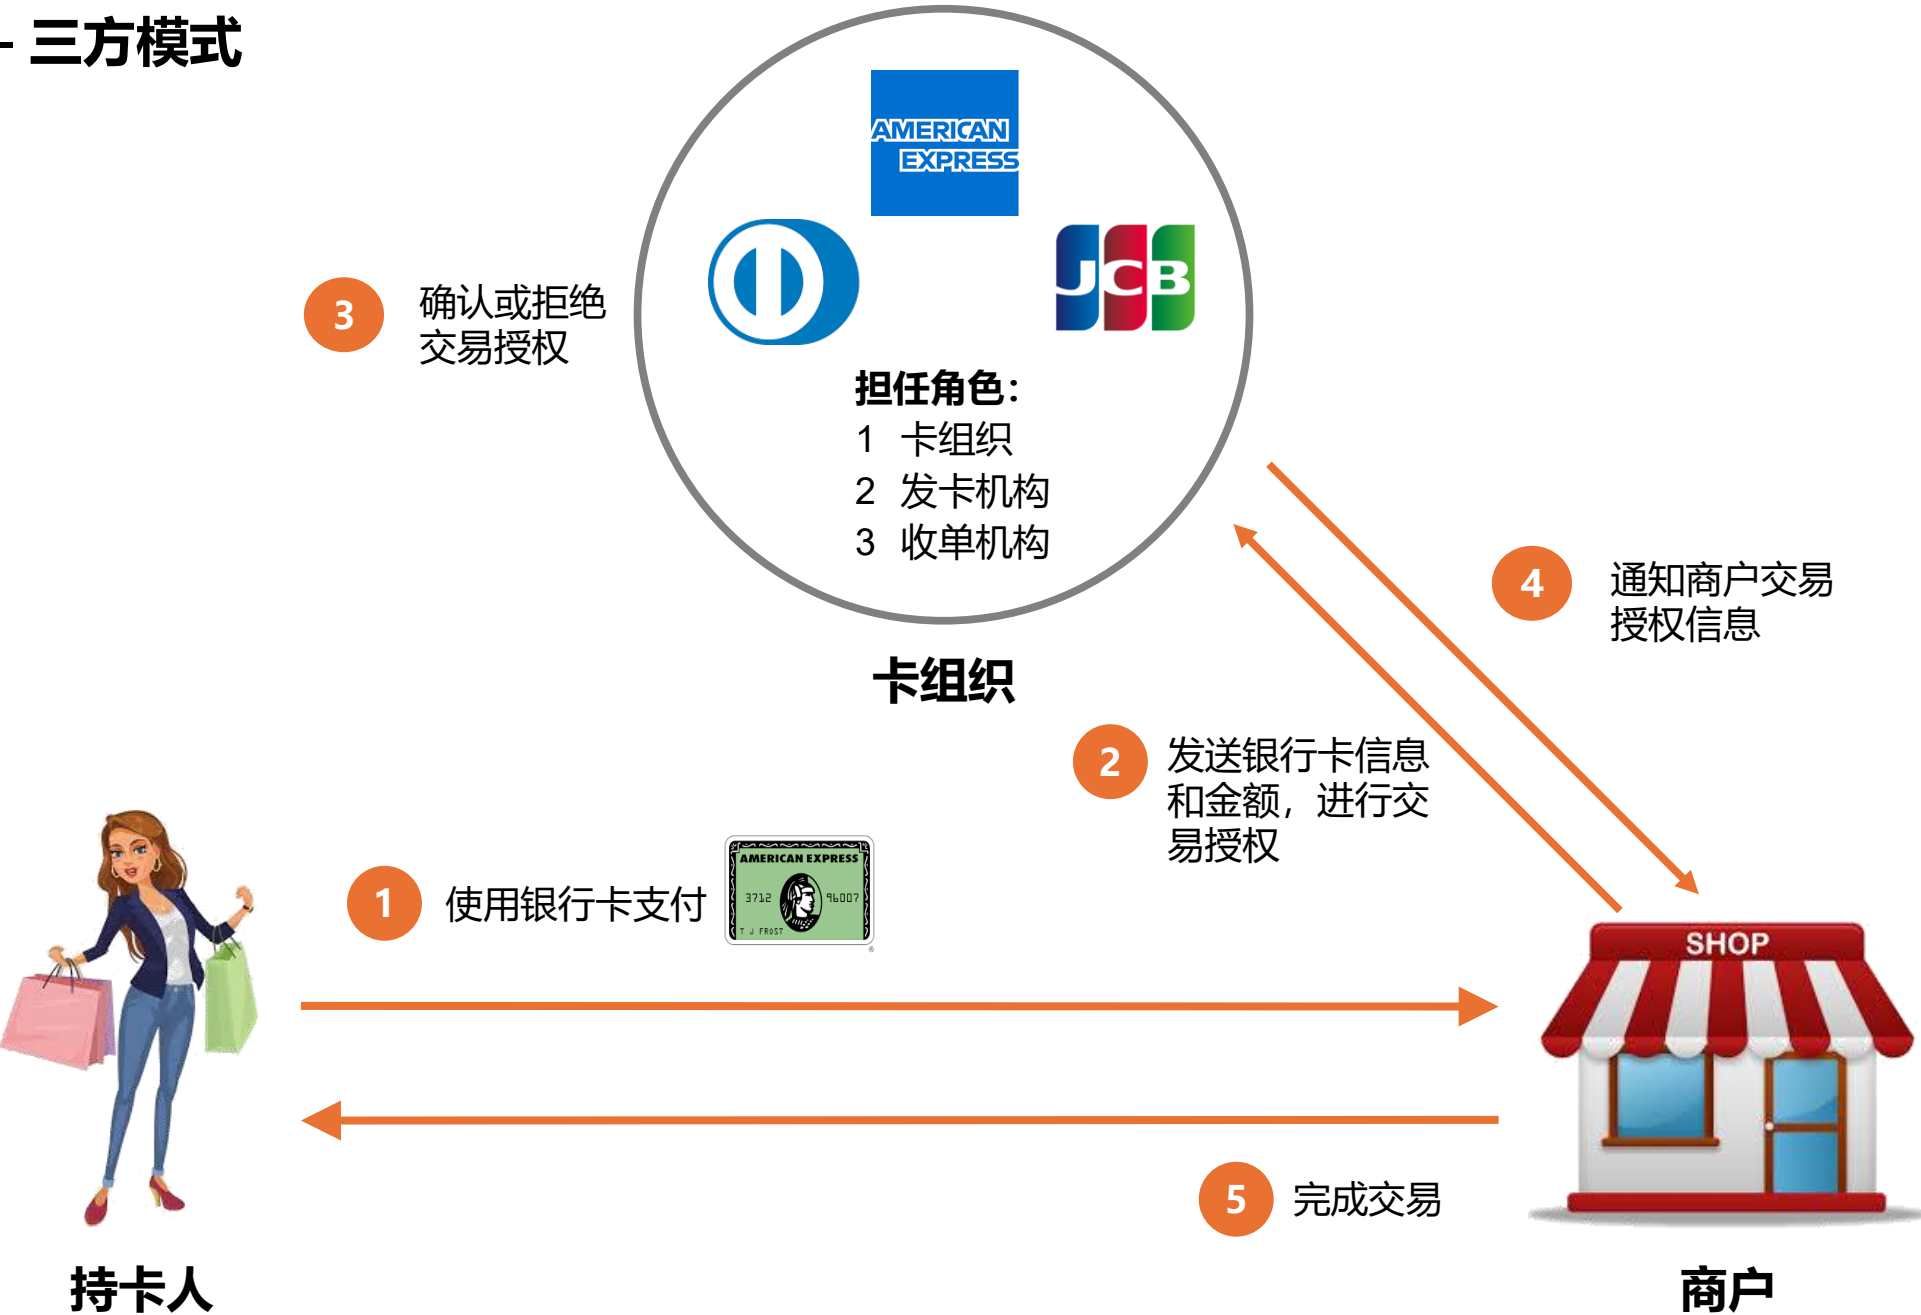 - 三方模式
AMERICAN
EXPRESS
JCB
3
确认或拒绝
交易授权
担任角色：
1 卡组织
2 发卡机构
3 收单机构
卡组织
4
通知商户交易
授权信息
2
发送银行卡信息
和金额，进行交
易授权
1
使用银行卡支付
AMERICAN EXPRESS
3712 96007
T J FROST
®
SHOP
5
完成交易
持卡人
商户